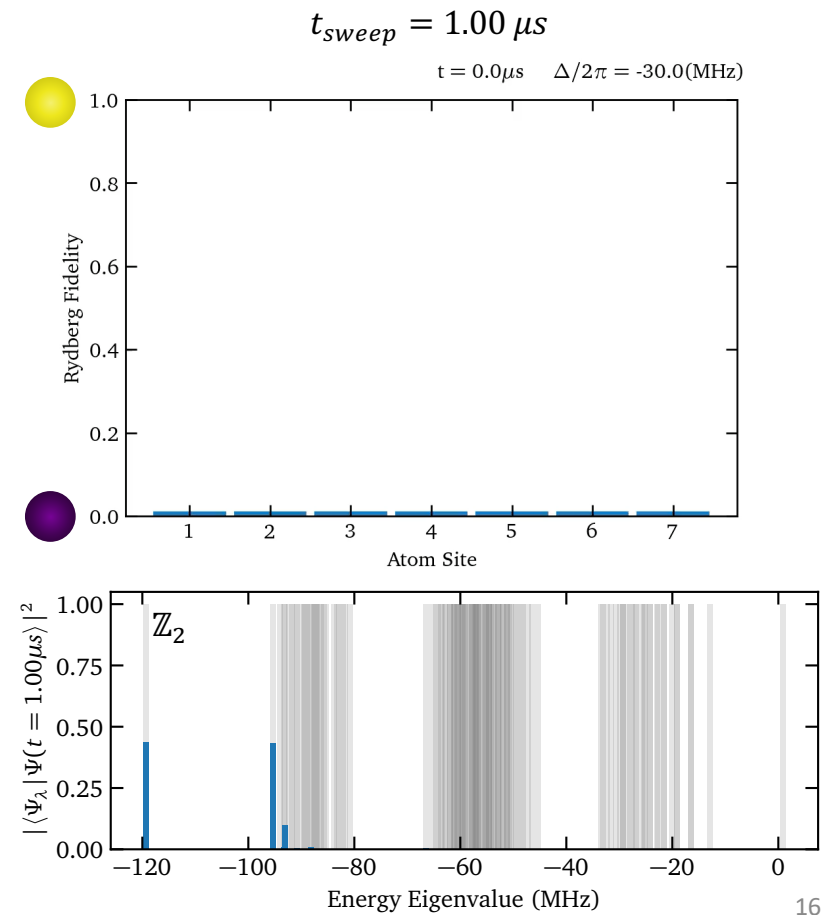 t_sweep = 1.00 μs
t = 0.0μs Δ/2π = -30.0(MHz)
1.0
0.8
0.6
0.4
0.2
0.0
Rydberg Fidelity
1 2 3 4 5 6 7
Atom Site
1.00
0.75
0.50
0.25
0.00
|⟨Ψ_λ|Ψ(t = 1.00μs⟩|²
ℤ₂
−120 −100 −80 −60 −40 −20 0
Energy Eigenvalue (MHz)
16